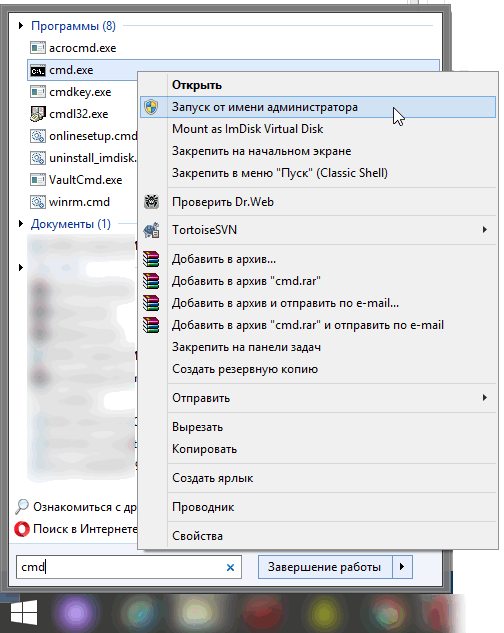 Программы (8)
acrocmd.exe
cmd.exe
cmdkey.exe
cmdl32.exe
onlinesetup.cmd
uninstall_imdisk.
VaultCmd.exe
winrm.cmd
Документы (1)
Ознакомиться с др
Поиск в Интернете
cmd
Завершение работы
Открыть
Запуск от имени администратора
Mount as ImDisk Virtual Disk
Закрепить на начальном экране
Закрепить в меню "Пуск" (Classic Shell)
Проверить Dr.Web
TortoiseSVN
Добавить в архив...
Добавить в архив "cmd.rar"
Добавить в архив и отправить по e-mail...
Добавить в архив "cmd.rar" и отправить по e-mail
Закрепить на панели задач
Создать резервную копию
Отправить
Вырезать
Копировать
Создать ярлык
Проводник
Свойства